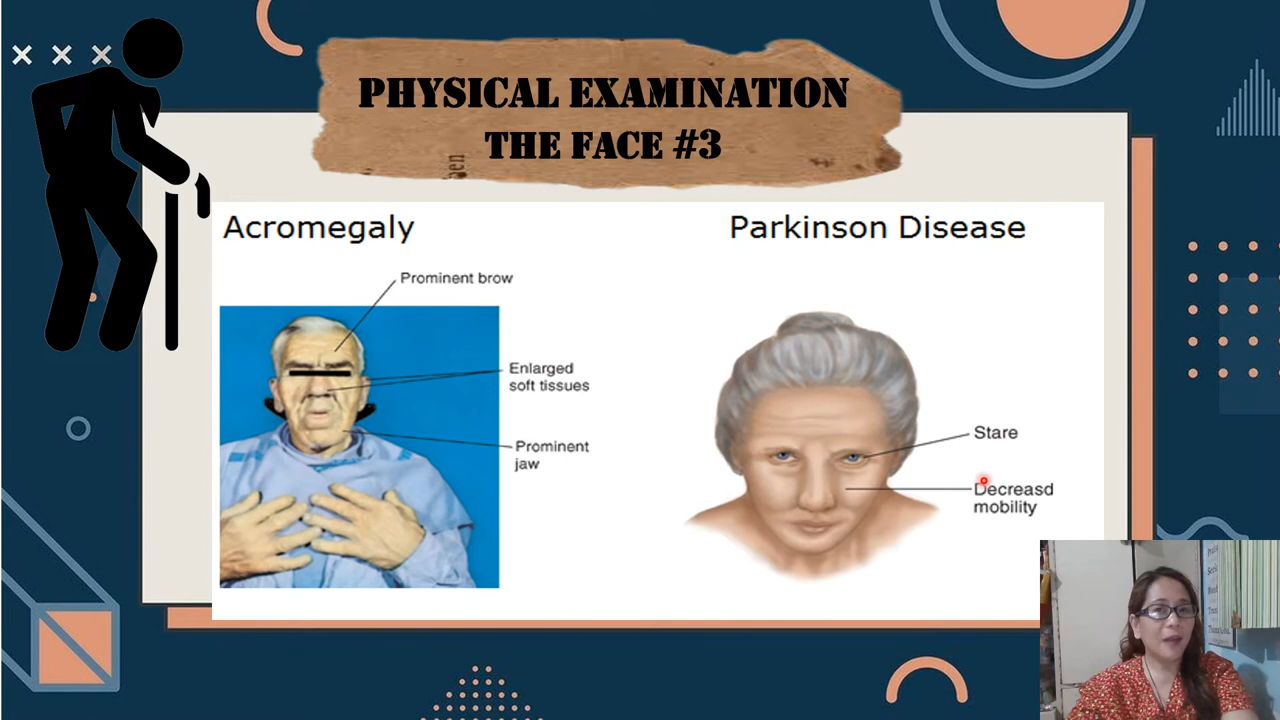 PHYSICAL EXAMINATION
THE FACE #3
Acromegaly
Parkinson Disease
Prominent brow
Enlarged
soft tissues
Prominent
jaw
Stare
Decreasd
mobility